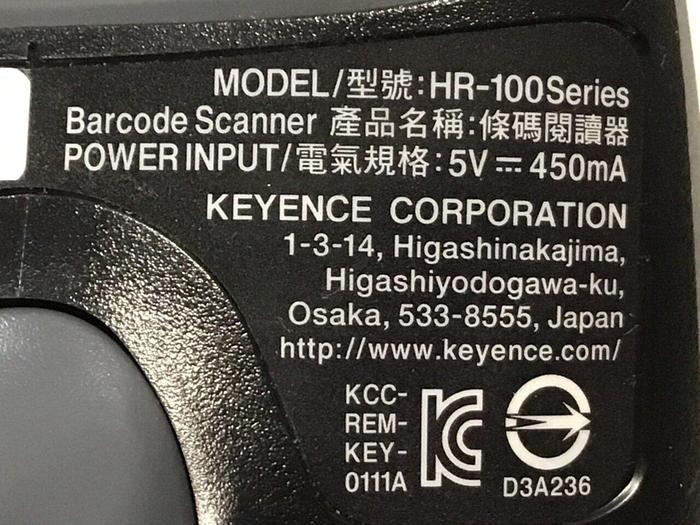 MODEL/型號:HR-100Series
Barcode Scanner 產品名稱:條碼閱讀器
POWER INPUT/電氣規格:5V⎓450mA
KEYENCE CORPORATION
1-3-14, Higashinakajima,
Higashiyodogawa-ku,
Osaka, 533-8555, Japan
http://www.keyence.com/
KCC-
REM-
KEY-
0111A
KC
D3A236